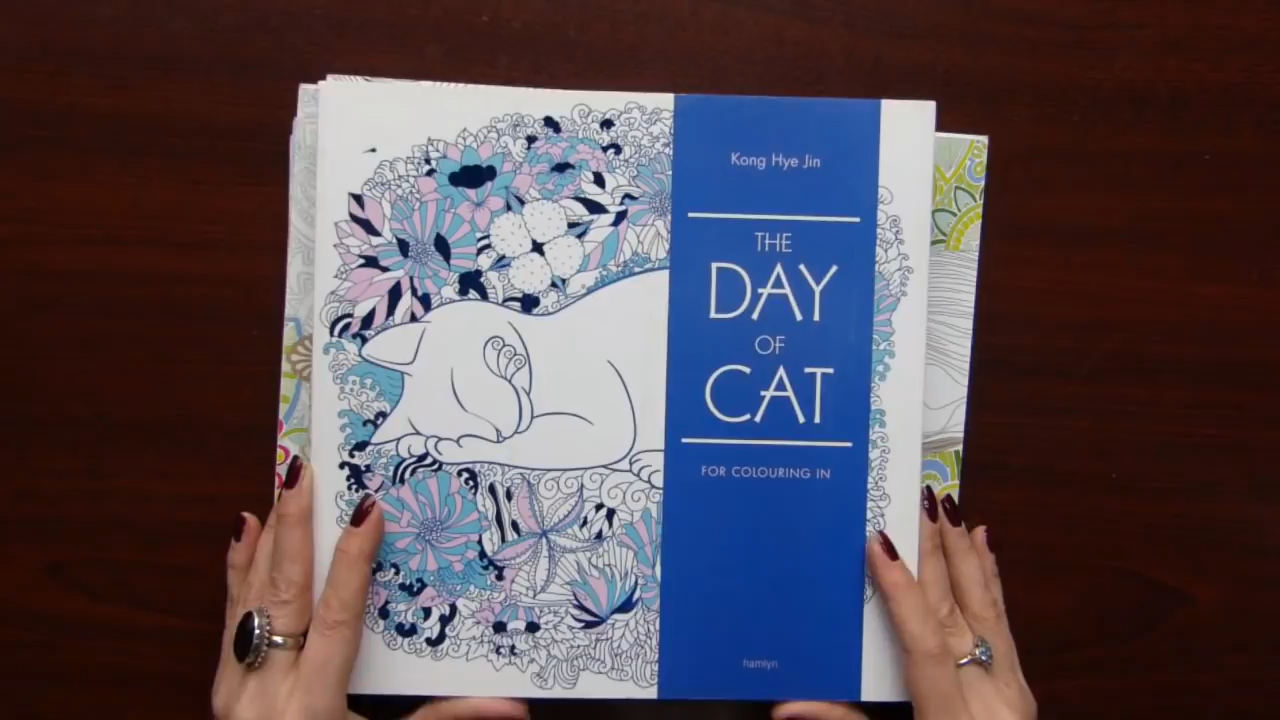 Kong Hye Jin
THE
DAY
OF
CAT
FOR COLOURING IN
hamlyn